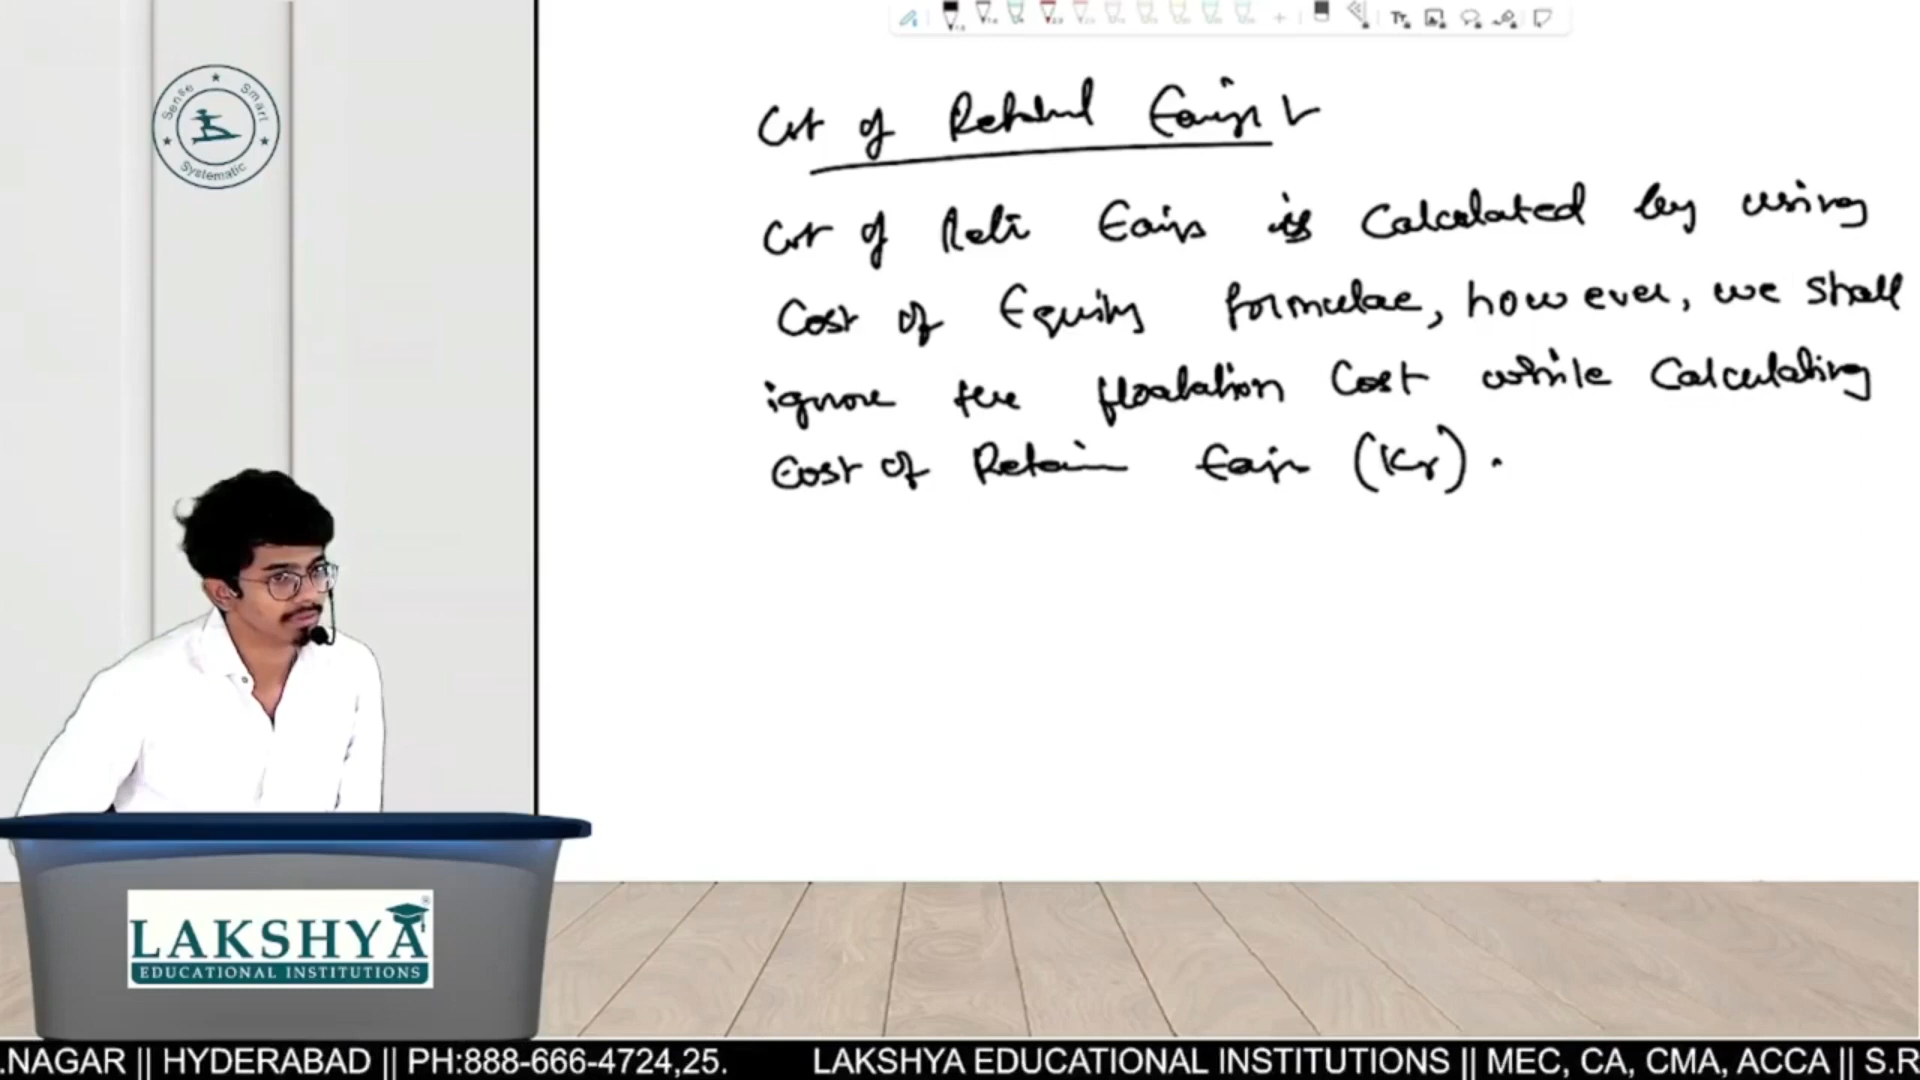 Sense Smart Systematic
Cost of Retained Earnings
Cost of Reti Earnings is Calculated by using
Cost of Equity formulae, however, we shall
ignore the floatation Cost while Calculating
Cost of Retain Earn (Kr).
LAKSHYA
EDUCATIONAL INSTITUTIONS
.NAGAR || HYDERABAD || PH:888-666-4724,25. LAKSHYA EDUCATIONAL INSTITUTIONS || MEC, CA, CMA, ACCA || S.R